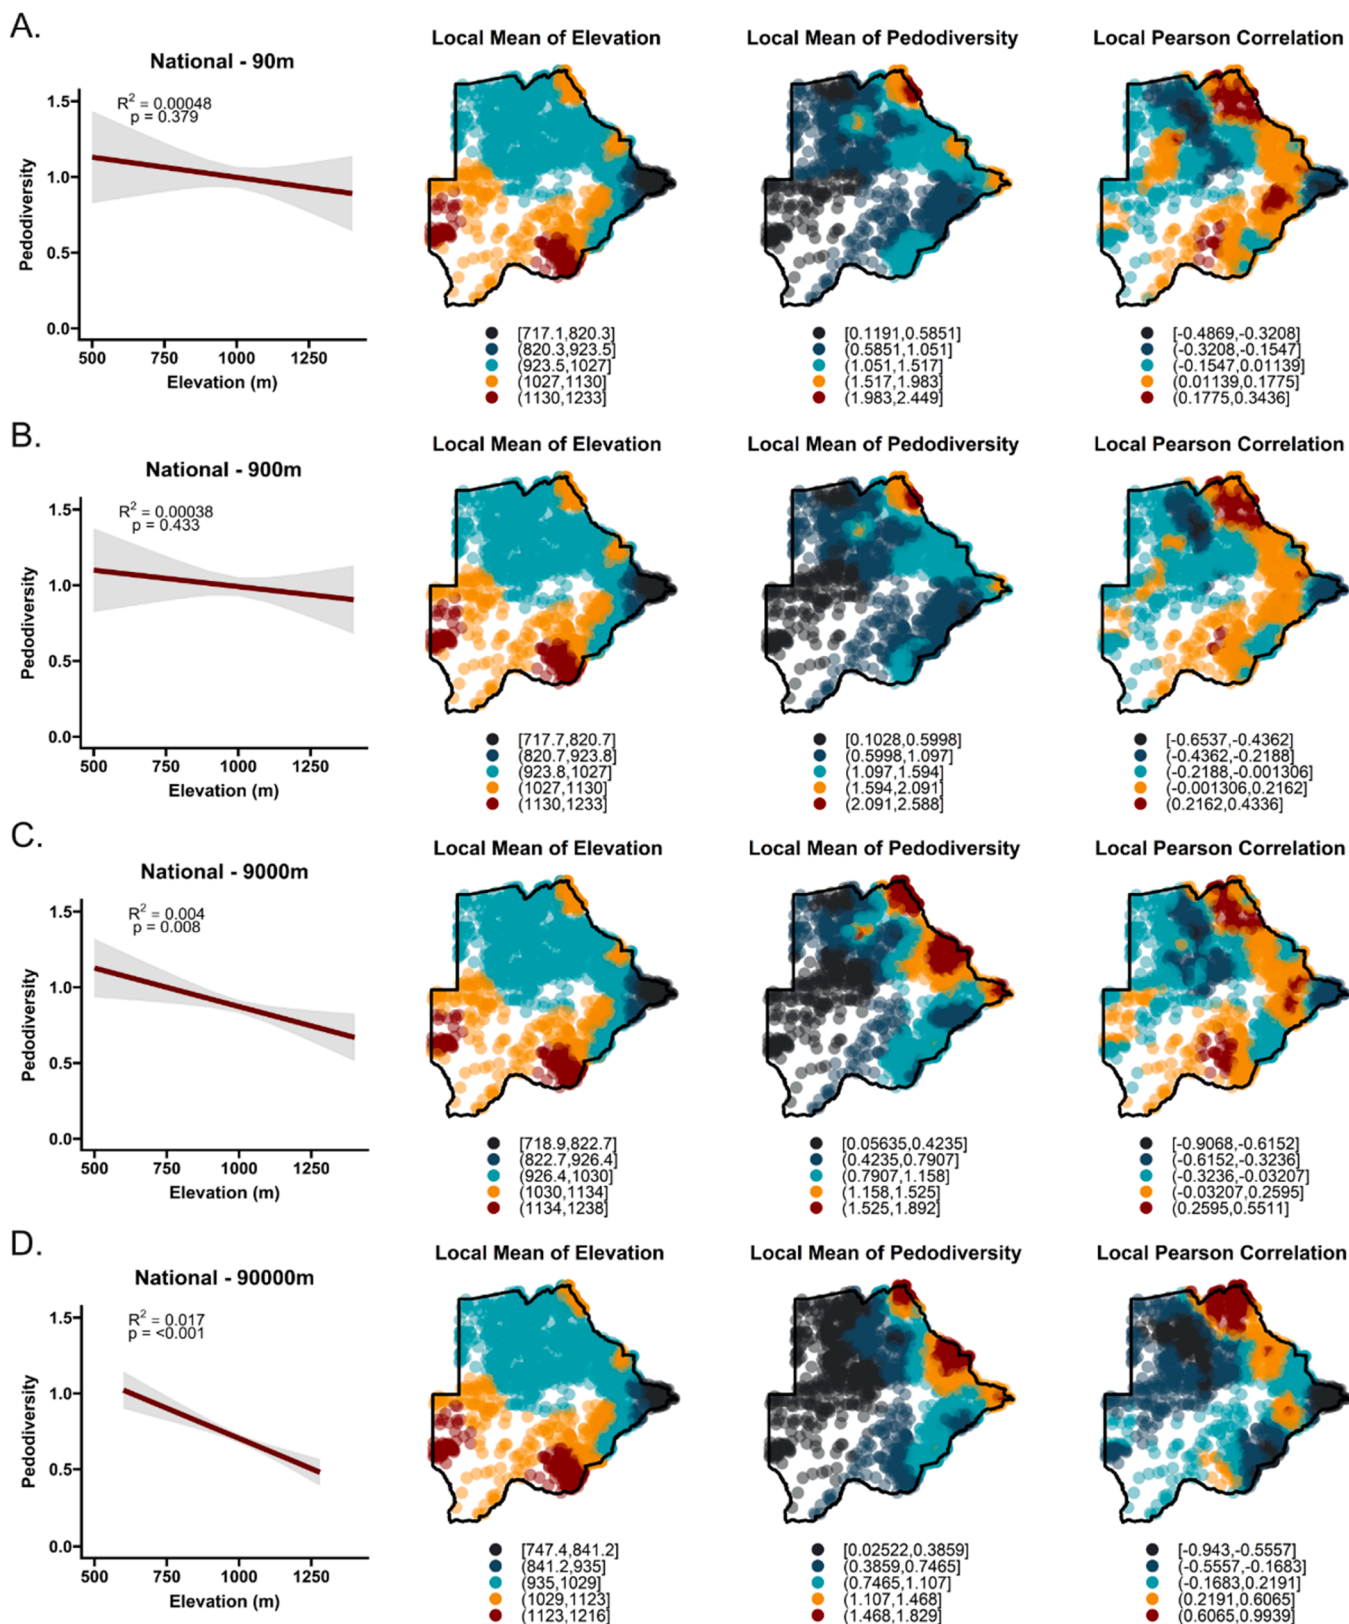 A.
National - 90m
Local Mean of Elevation
Local Mean of Pedodiversity
Local Pearson Correlation
R² = 0.00048
p = 0.379
Pedodiversity
1.5
1.0
0.5
0.0
500 750 1000 1250
Elevation (m)
[717.1,820.3]
(820.3,923.5]
(923.5,1027]
(1027,1130]
(1130,1233]
[0.1191,0.5851]
(0.5851,1.051]
(1.051,1.517]
(1.517,1.983]
(1.983,2.449]
[-0.4869,-0.3208]
(-0.3208,-0.1547]
(-0.1547,0.01139]
(0.01139,0.1775]
(0.1775,0.3436]
B.
National - 900m
Local Mean of Elevation
Local Mean of Pedodiversity
Local Pearson Correlation
R² = 0.00038
p = 0.433
Pedodiversity
1.5
1.0
0.5
0.0
500 750 1000 1250
Elevation (m)
[717.7,820.7]
(820.7,923.8]
(923.8,1027]
(1027,1130]
(1130,1233]
[0.1028,0.5998]
(0.5998,1.097]
(1.097,1.594]
(1.594,2.091]
(2.091,2.588]
[-0.6537,-0.4362]
(-0.4362,-0.2188]
(-0.2188,-0.001306]
(-0.001306,0.2162]
(0.2162,0.4336]
C.
National - 9000m
Local Mean of Elevation
Local Mean of Pedodiversity
Local Pearson Correlation
R² = 0.004
p = 0.008
Pedodiversity
1.5
1.0
0.5
0.0
500 750 1000 1250
Elevation (m)
[718.9,822.7]
(822.7,926.4]
(926.4,1030]
(1030,1134]
(1134,1238]
[0.05635,0.4235]
(0.4235,0.7907]
(0.7907,1.158]
(1.158,1.525]
(1.525,1.892]
[-0.9068,-0.6152]
(-0.6152,-0.3236]
(-0.3236,-0.03207]
(-0.03207,0.2595]
(0.2595,0.5511]
D.
National - 90000m
Local Mean of Elevation
Local Mean of Pedodiversity
Local Pearson Correlation
R² = 0.017
p = <0.001
Pedodiversity
1.5
1.0
0.5
0.0
500 750 1000 1250
Elevation (m)
[747.4,841.2]
(841.2,935]
(935,1029]
(1029,1123]
(1123,1216]
[0.02522,0.3859]
(0.3859,0.7465]
(0.7465,1.107]
(1.107,1.468]
(1.468,1.829]
[-0.943,-0.5557]
(-0.5557,-0.1683]
(-0.1683,0.2191]
(0.2191,0.6065]
(0.6065,0.9939]